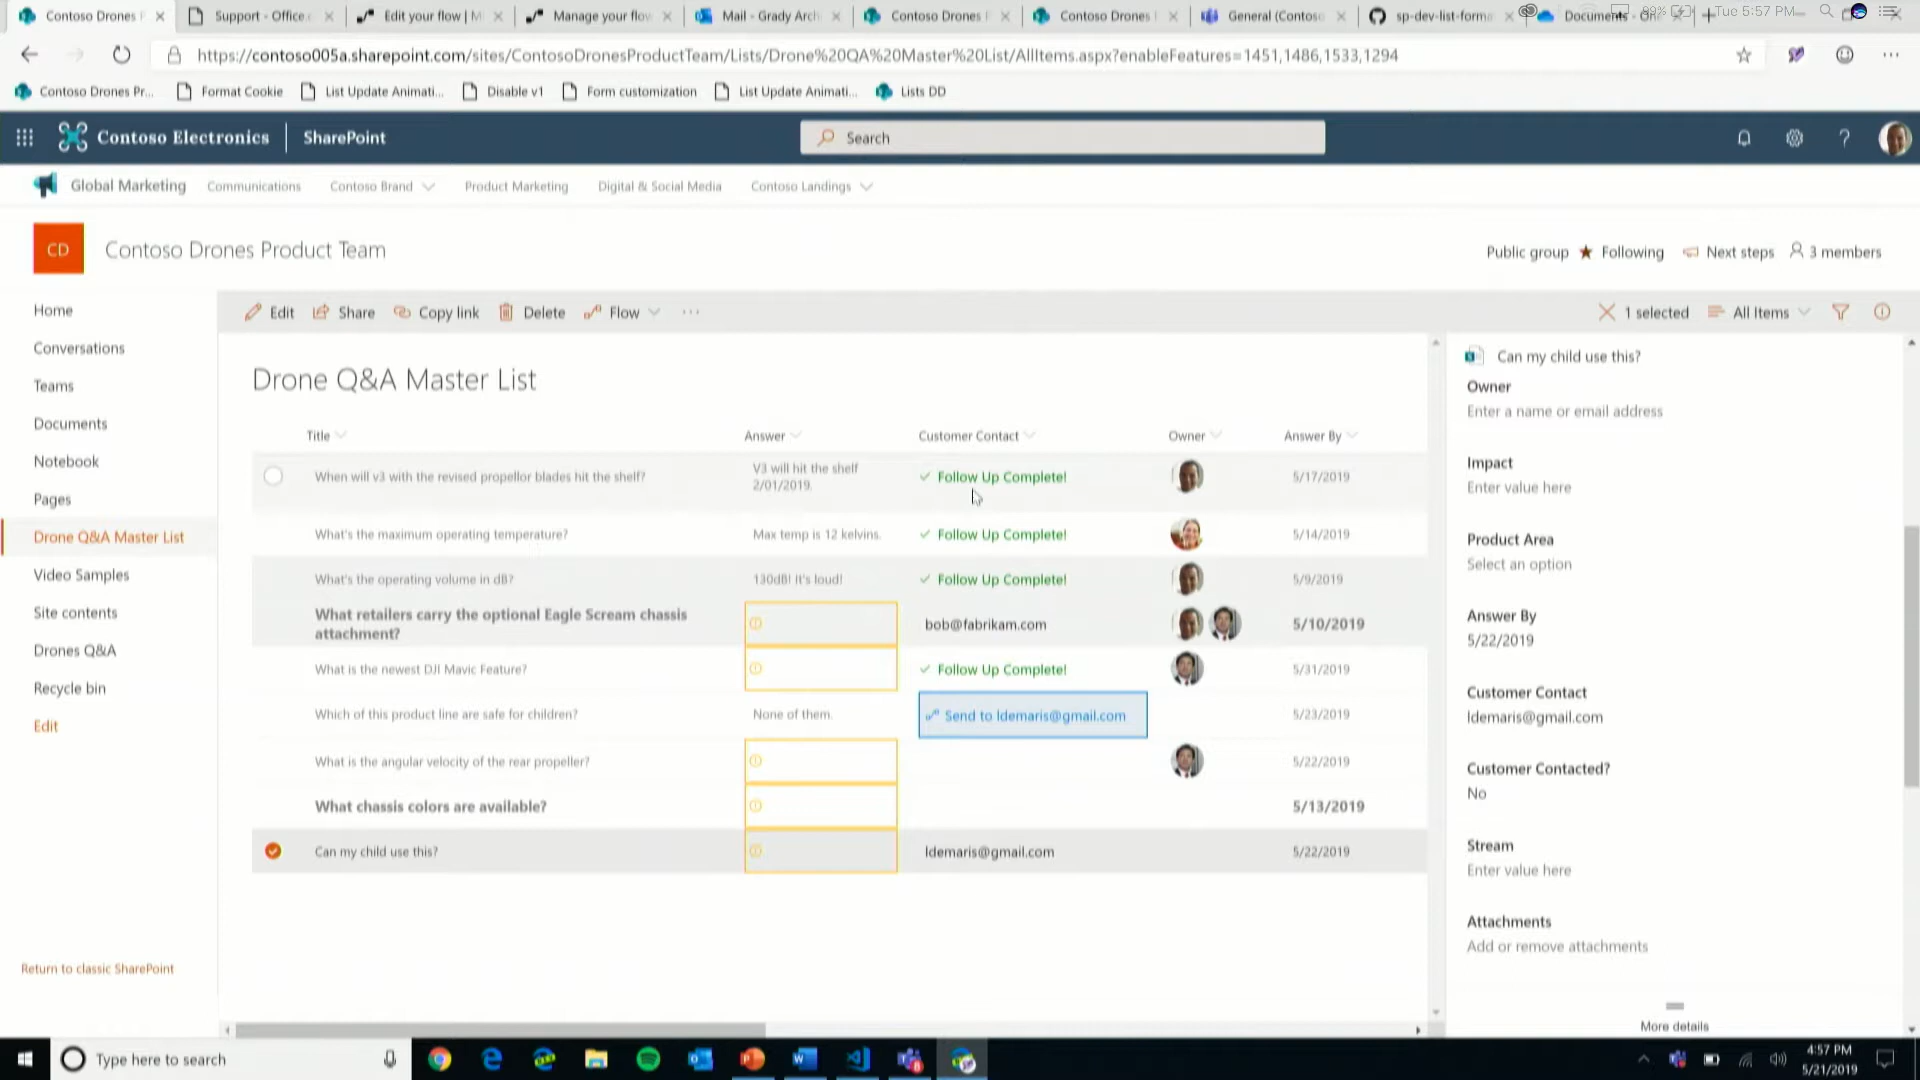 Contoso Drones P
Support - Office.c
Edit your flow | M
Manage your flow
Mail - Grady Arch
Contoso Drones P
Contoso Drones
General (Contoso
sp-dev-list-forma
Documents - On
89%
Tue 5:57 PM
https://contoso005a.sharepoint.com/sites/ContosoDronesProductTeam/Lists/Drone%20QA%20Master%20List/AllItems.aspx?enableFeatures=1451,1486,1533,1294
Contoso Drones Pr...
Format Cookie
List Update Animati...
Disable v1
Form customization
List Update Animati...
Lists DD
Contoso Electronics
SharePoint
Search
Global Marketing
Communications
Contoso Brand
Product Marketing
Digital & Social Media
Contoso Landings
CD
Contoso Drones Product Team
Public group
Following
Next steps
3 members
Home
Conversations
Teams
Documents
Notebook
Pages
Drone Q&A Master List
Video Samples
Site contents
Drones Q&A
Recycle bin
Edit
Return to classic SharePoint
Edit
Share
Copy link
Delete
Flow
1 selected
All Items
Drone Q&A Master List
Title
Answer
Customer Contact
Owner
Answer By
When will v3 with the revised propellor blades hit the shelf?
V3 will hit the shelf
2/01/2019.
Follow Up Complete!
5/17/2019
What's the maximum operating temperature?
Max temp is 12 kelvins.
Follow Up Complete!
5/14/2019
What's the operating volume in dB?
130dB! It's loud!
Follow Up Complete!
5/9/2019
What retailers carry the optional Eagle Scream chassis
attachment?
bob@fabrikam.com
5/10/2019
What is the newest DJI Mavic Feature?
Follow Up Complete!
5/31/2019
Which of this product line are safe for children?
None of them.
Send to ldemaris@gmail.com
5/23/2019
What is the angular velocity of the rear propeller?
5/22/2019
What chassis colors are available?
5/13/2019
Can my child use this?
ldemaris@gmail.com
5/22/2019
Can my child use this?
Owner
Enter a name or email address
Impact
Enter value here
Product Area
Select an option
Answer By
5/22/2019
Customer Contact
ldemaris@gmail.com
Customer Contacted?
No
Stream
Enter value here
Attachments
Add or remove attachments
More details
Type here to search
4:57 PM
5/21/2019